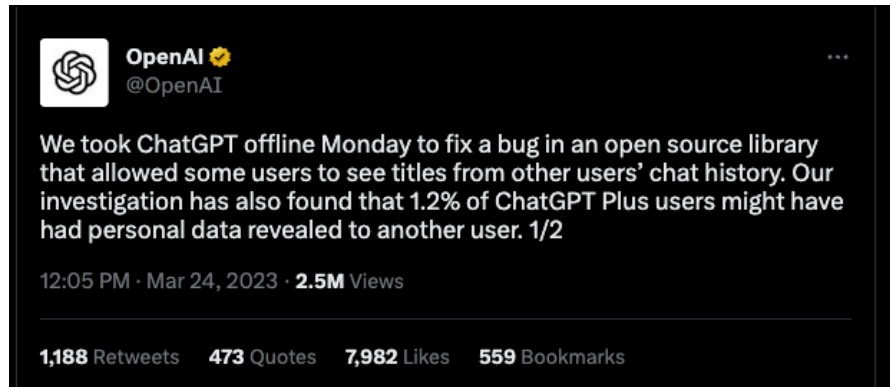 OpenAI
@OpenAI
We took ChatGPT offline Monday to fix a bug in an open source library
that allowed some users to see titles from other users’ chat history. Our
investigation has also found that 1.2% of ChatGPT Plus users might have
had personal data revealed to another user. 1/2
12:05 PM · Mar 24, 2023 · 2.5M Views
1,188 Retweets 473 Quotes 7,982 Likes 559 Bookmarks